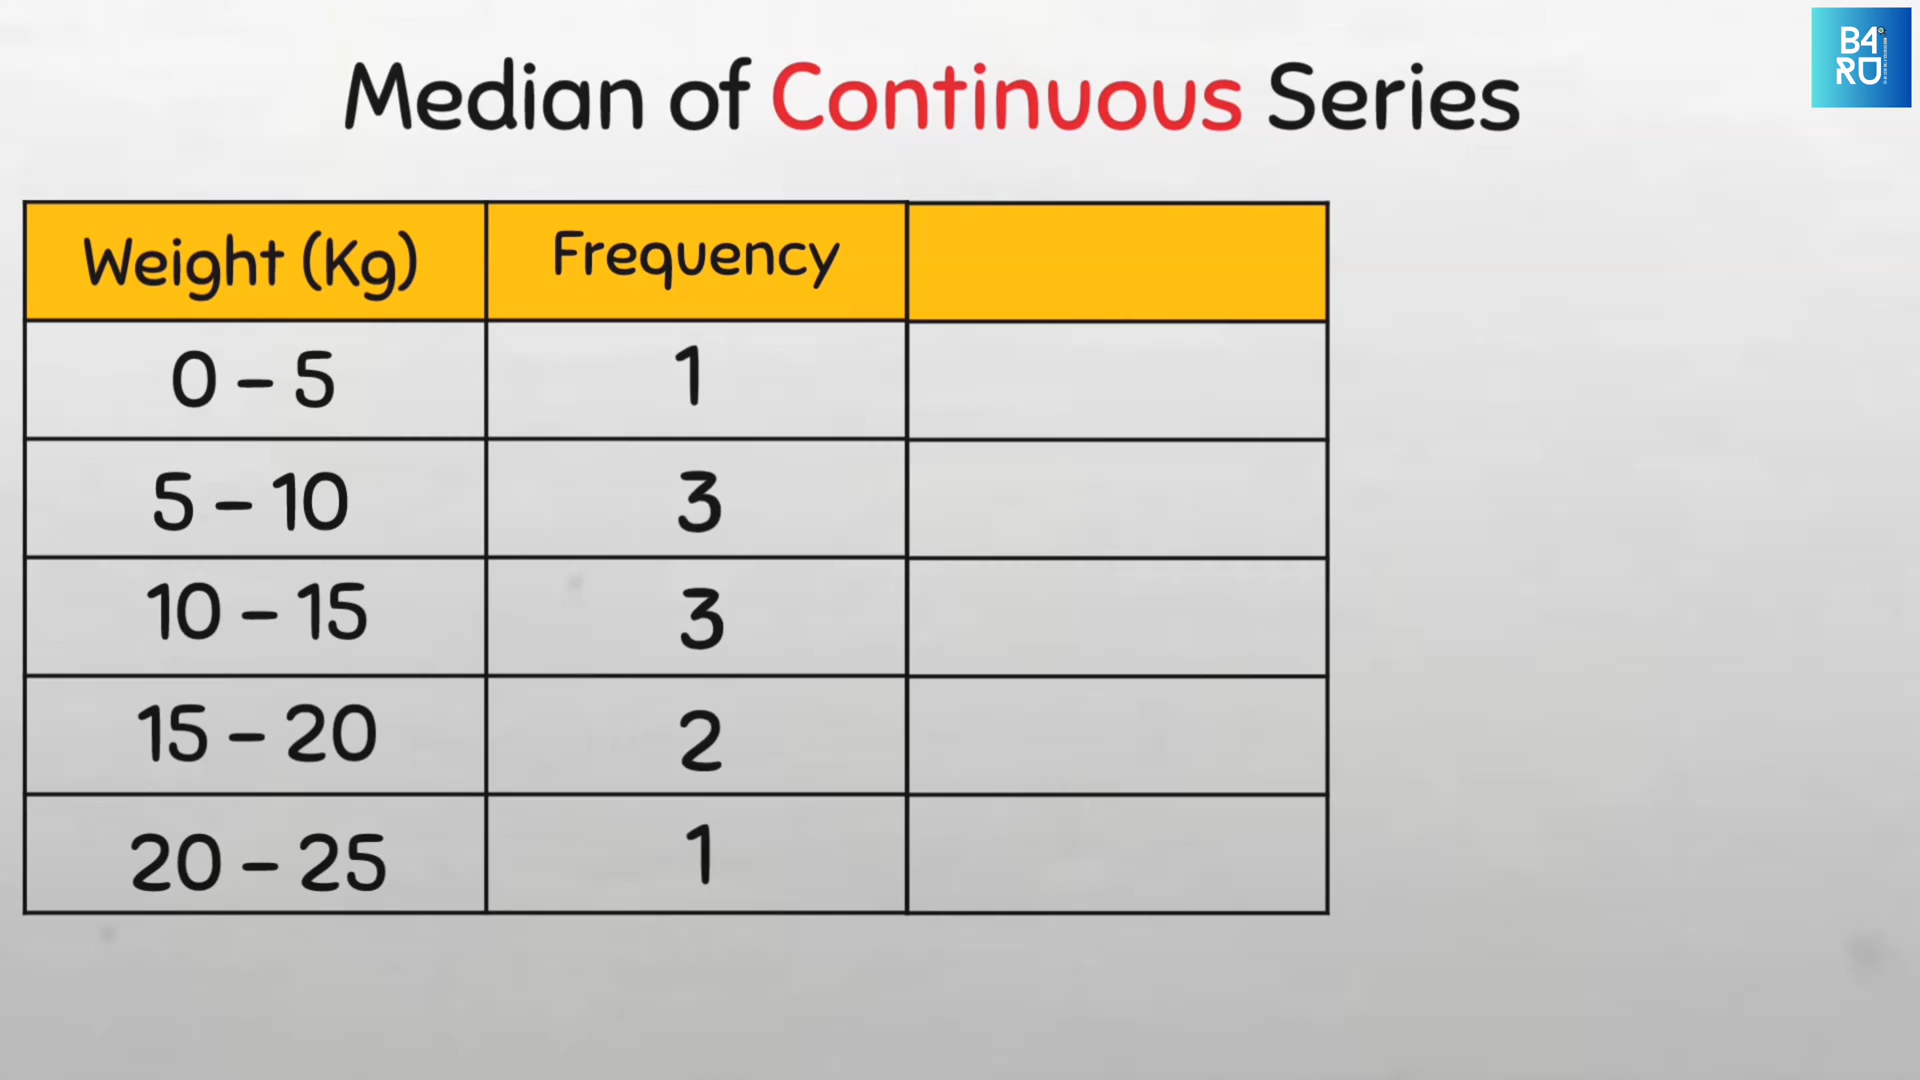 Median of Continuous Series
B4
RU
Weight (Kg) Frequency
0 – 5 1
5 – 10 3
10 – 15 3
15 – 20 2
20 – 25 1